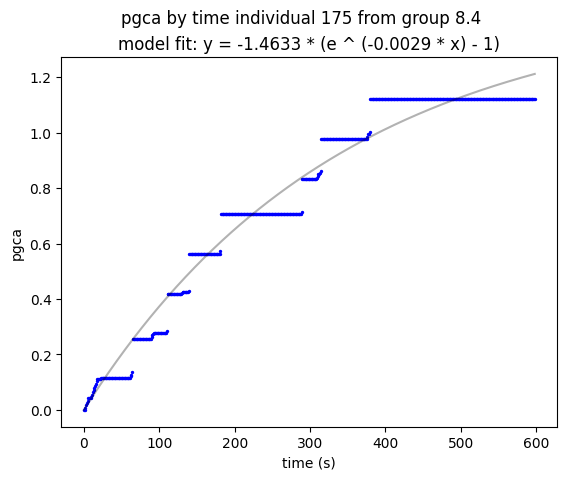 pgca by time individual 175 from group 8.4
model fit: y = -1.4633 * (e ^ (-0.0029 * x) - 1)
1.2
1.0
0.8
0.6
0.4
0.2
0.0
pgca
0 100 200 300 400 500 600
time (s)